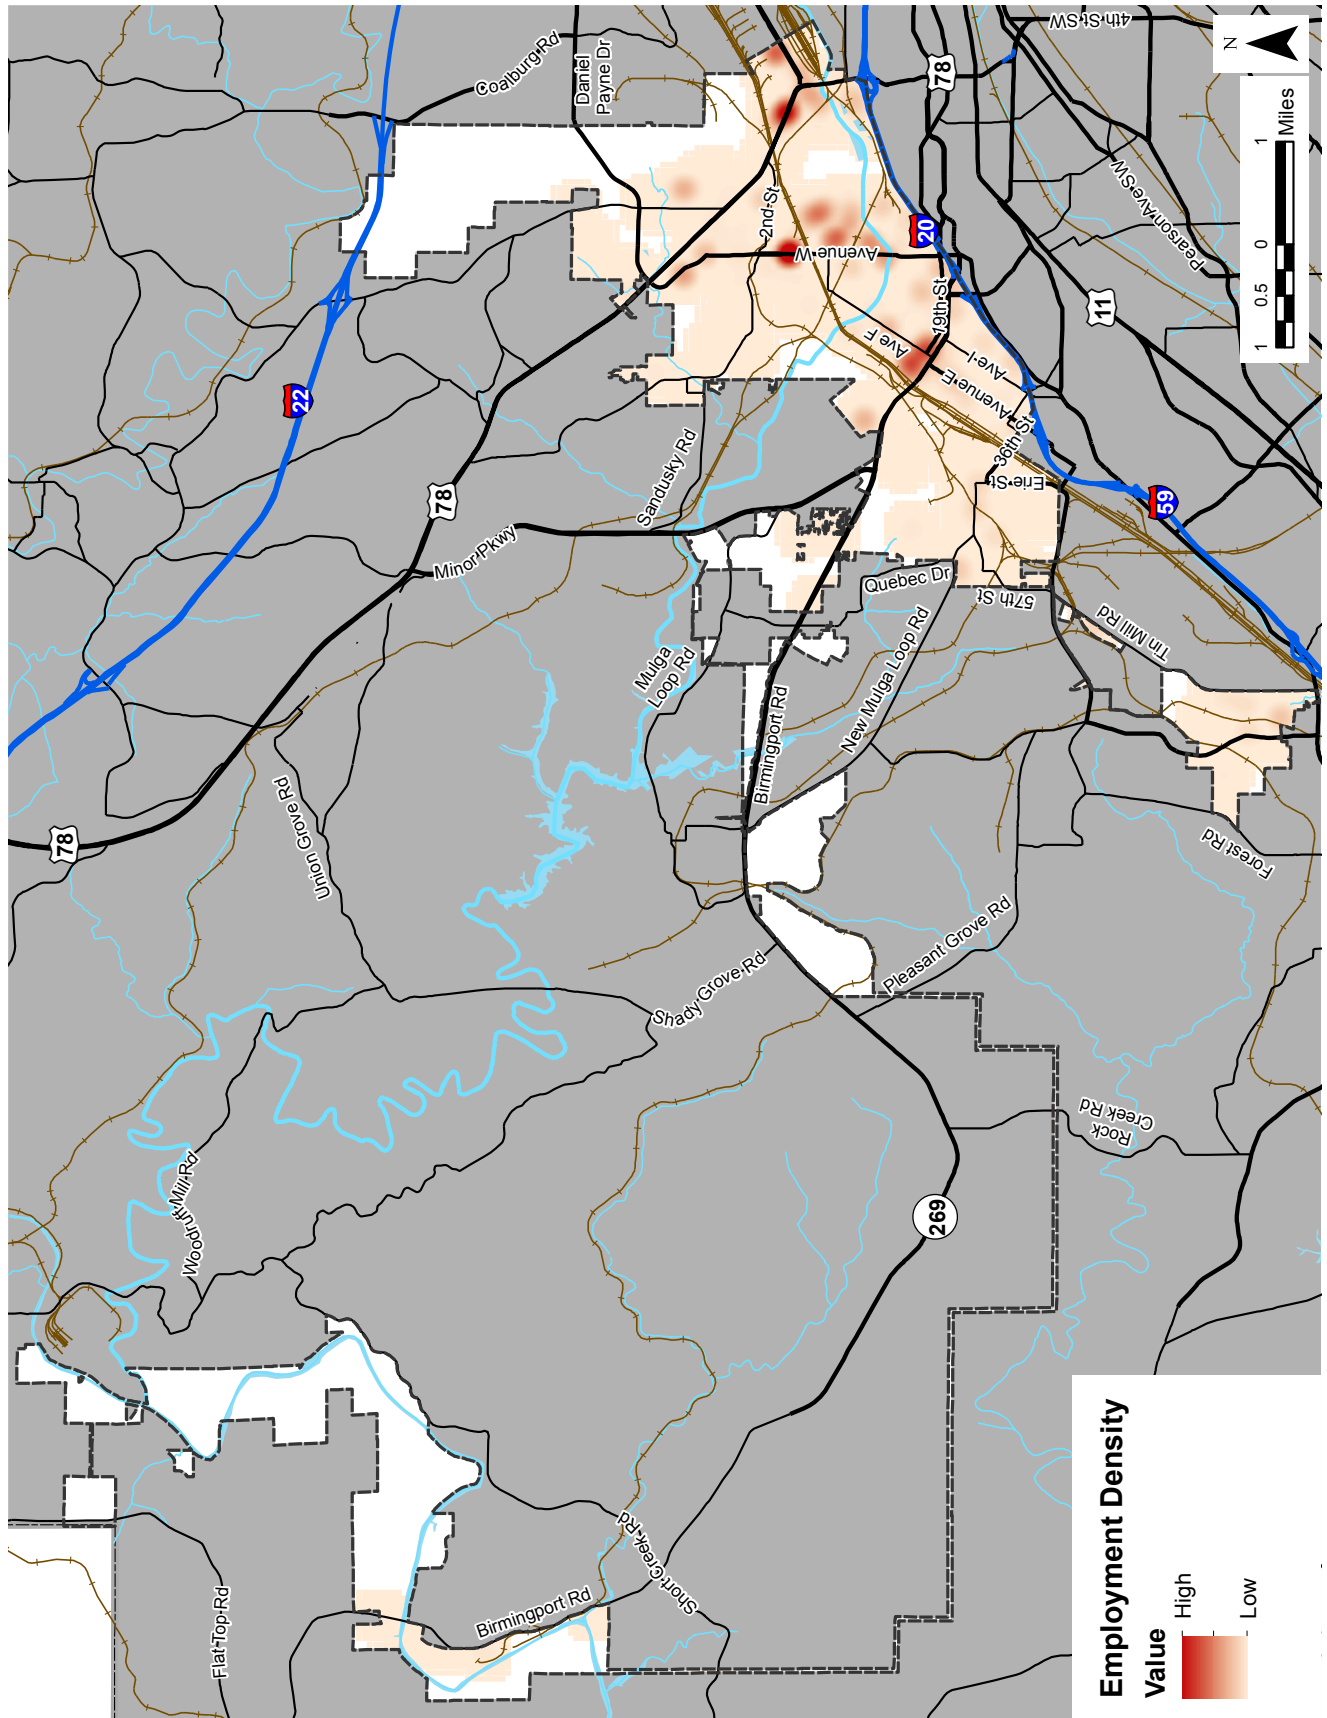 Coalburg Rd
Daniel
Payne Dr
4th St SW
N
78
22
2nd St
Avenue W
20
Pearson Ave SW
11
1
0.5
0
1
Miles
78
Sandusky Rd
Ave F
19th St
Ave I
Avenue E
36th St
Erie St
59
Minor Pkwy
Quebec Dr
57th St
Tin Mill Rd
Mulga
Loop Rd
New Mulga Loop Rd
Birmingport Rd
78
Union Grove Rd
Forest Rd
Pleasant Grove Rd
Shady Grove Rd
Rock
Creek Rd
Woodruff Mill Rd
269
Short Creek Rd
Birmingport Rd
Flat Top Rd
Employment Density
Value
High
Low